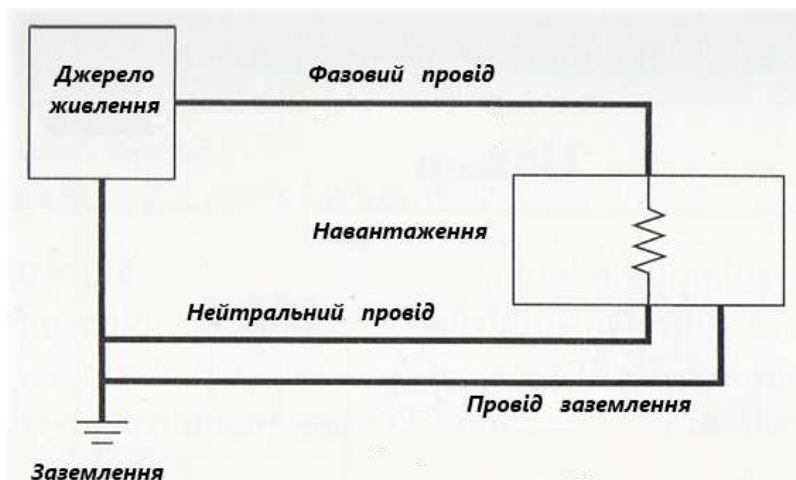 Джерело
живлення
Фазовий провід
Навантаження
Нейтральний провід
Провід заземлення
Заземлення